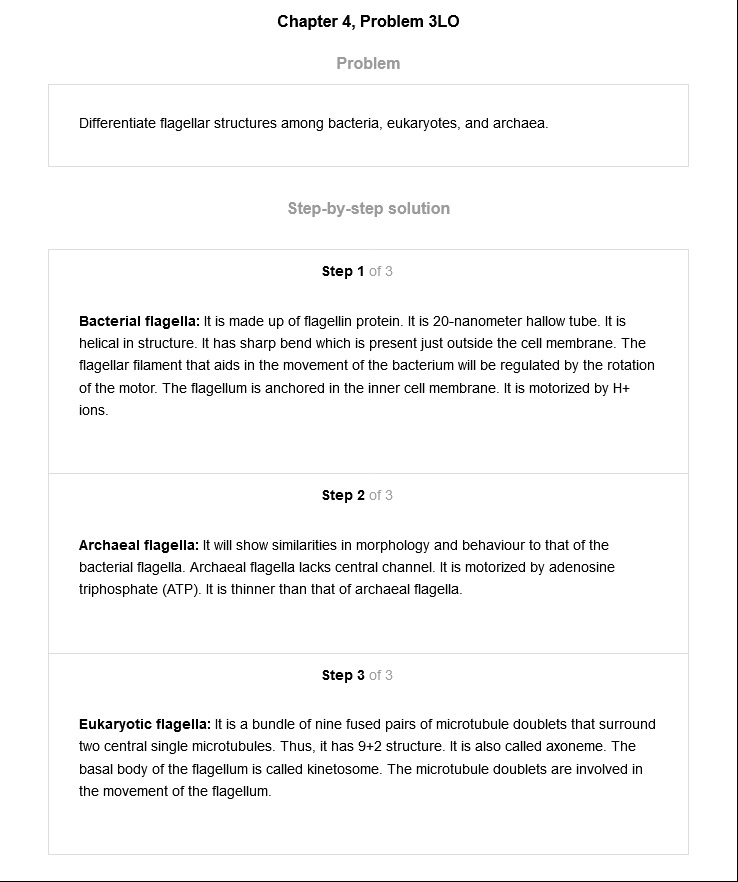 Chapter 4, Problem 3LO
Problem
Differentiate flagellar structures among bacteria, eukaryotes, and archaea.
Step-by-step solution
Step 1 of 3
Bacterial flagella: It is made up of flagellin protein. It is 20-nanometer hallow tube. It is
helical in structure. It has sharp bend which is present just outside the cell membrane. The
flagellar filament that aids in the movement of the bacterium will be regulated by the rotation
of the motor. The flagellum is anchored in the inner cell membrane. It is motorized by H+
ions.
Step 2 of 3
Archaeal flagella: It will show similarities in morphology and behaviour to that of the
bacterial flagella. Archaeal flagella lacks central channel. It is motorized by adenosine
triphosphate (ATP). It is thinner than that of archaeal flagella.
Step 3 of 3
Eukaryotic flagella: It is a bundle of nine fused pairs of microtubule doublets that surround
two central single microtubules. Thus, it has 9+2 structure. It is also called axoneme. The
basal body of the flagellum is called kinetosome. The microtubule doublets are involved in
the movement of the flagellum.